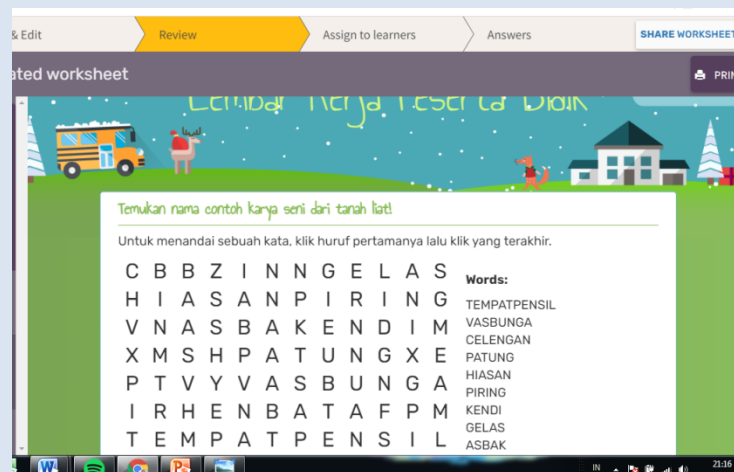 & Edit
Review
Assign to learners
Answers
SHARE WORKSHEET
ated worksheet
PRIN
Lembar Kerja Peserta Didik
Temukan nama contoh karya seni dari tanah liat!
Untuk menandai sebuah kata, klik huruf pertamanya lalu klik yang terakhir.
C B B Z I N N G E L A S
H I A S A N P I R I N G
V N A S B A K E N D I M
X M S H P A T U N G X E
P T V Y V A S B U N G A
I R H E N B A T A F P M
T E M P A T P E N S I L
Words:
TEMPATPENSIL
VASBUNGA
CELENGAN
PATUNG
HIASAN
PIRING
KENDI
GELAS
ASBAK
IN
21:16